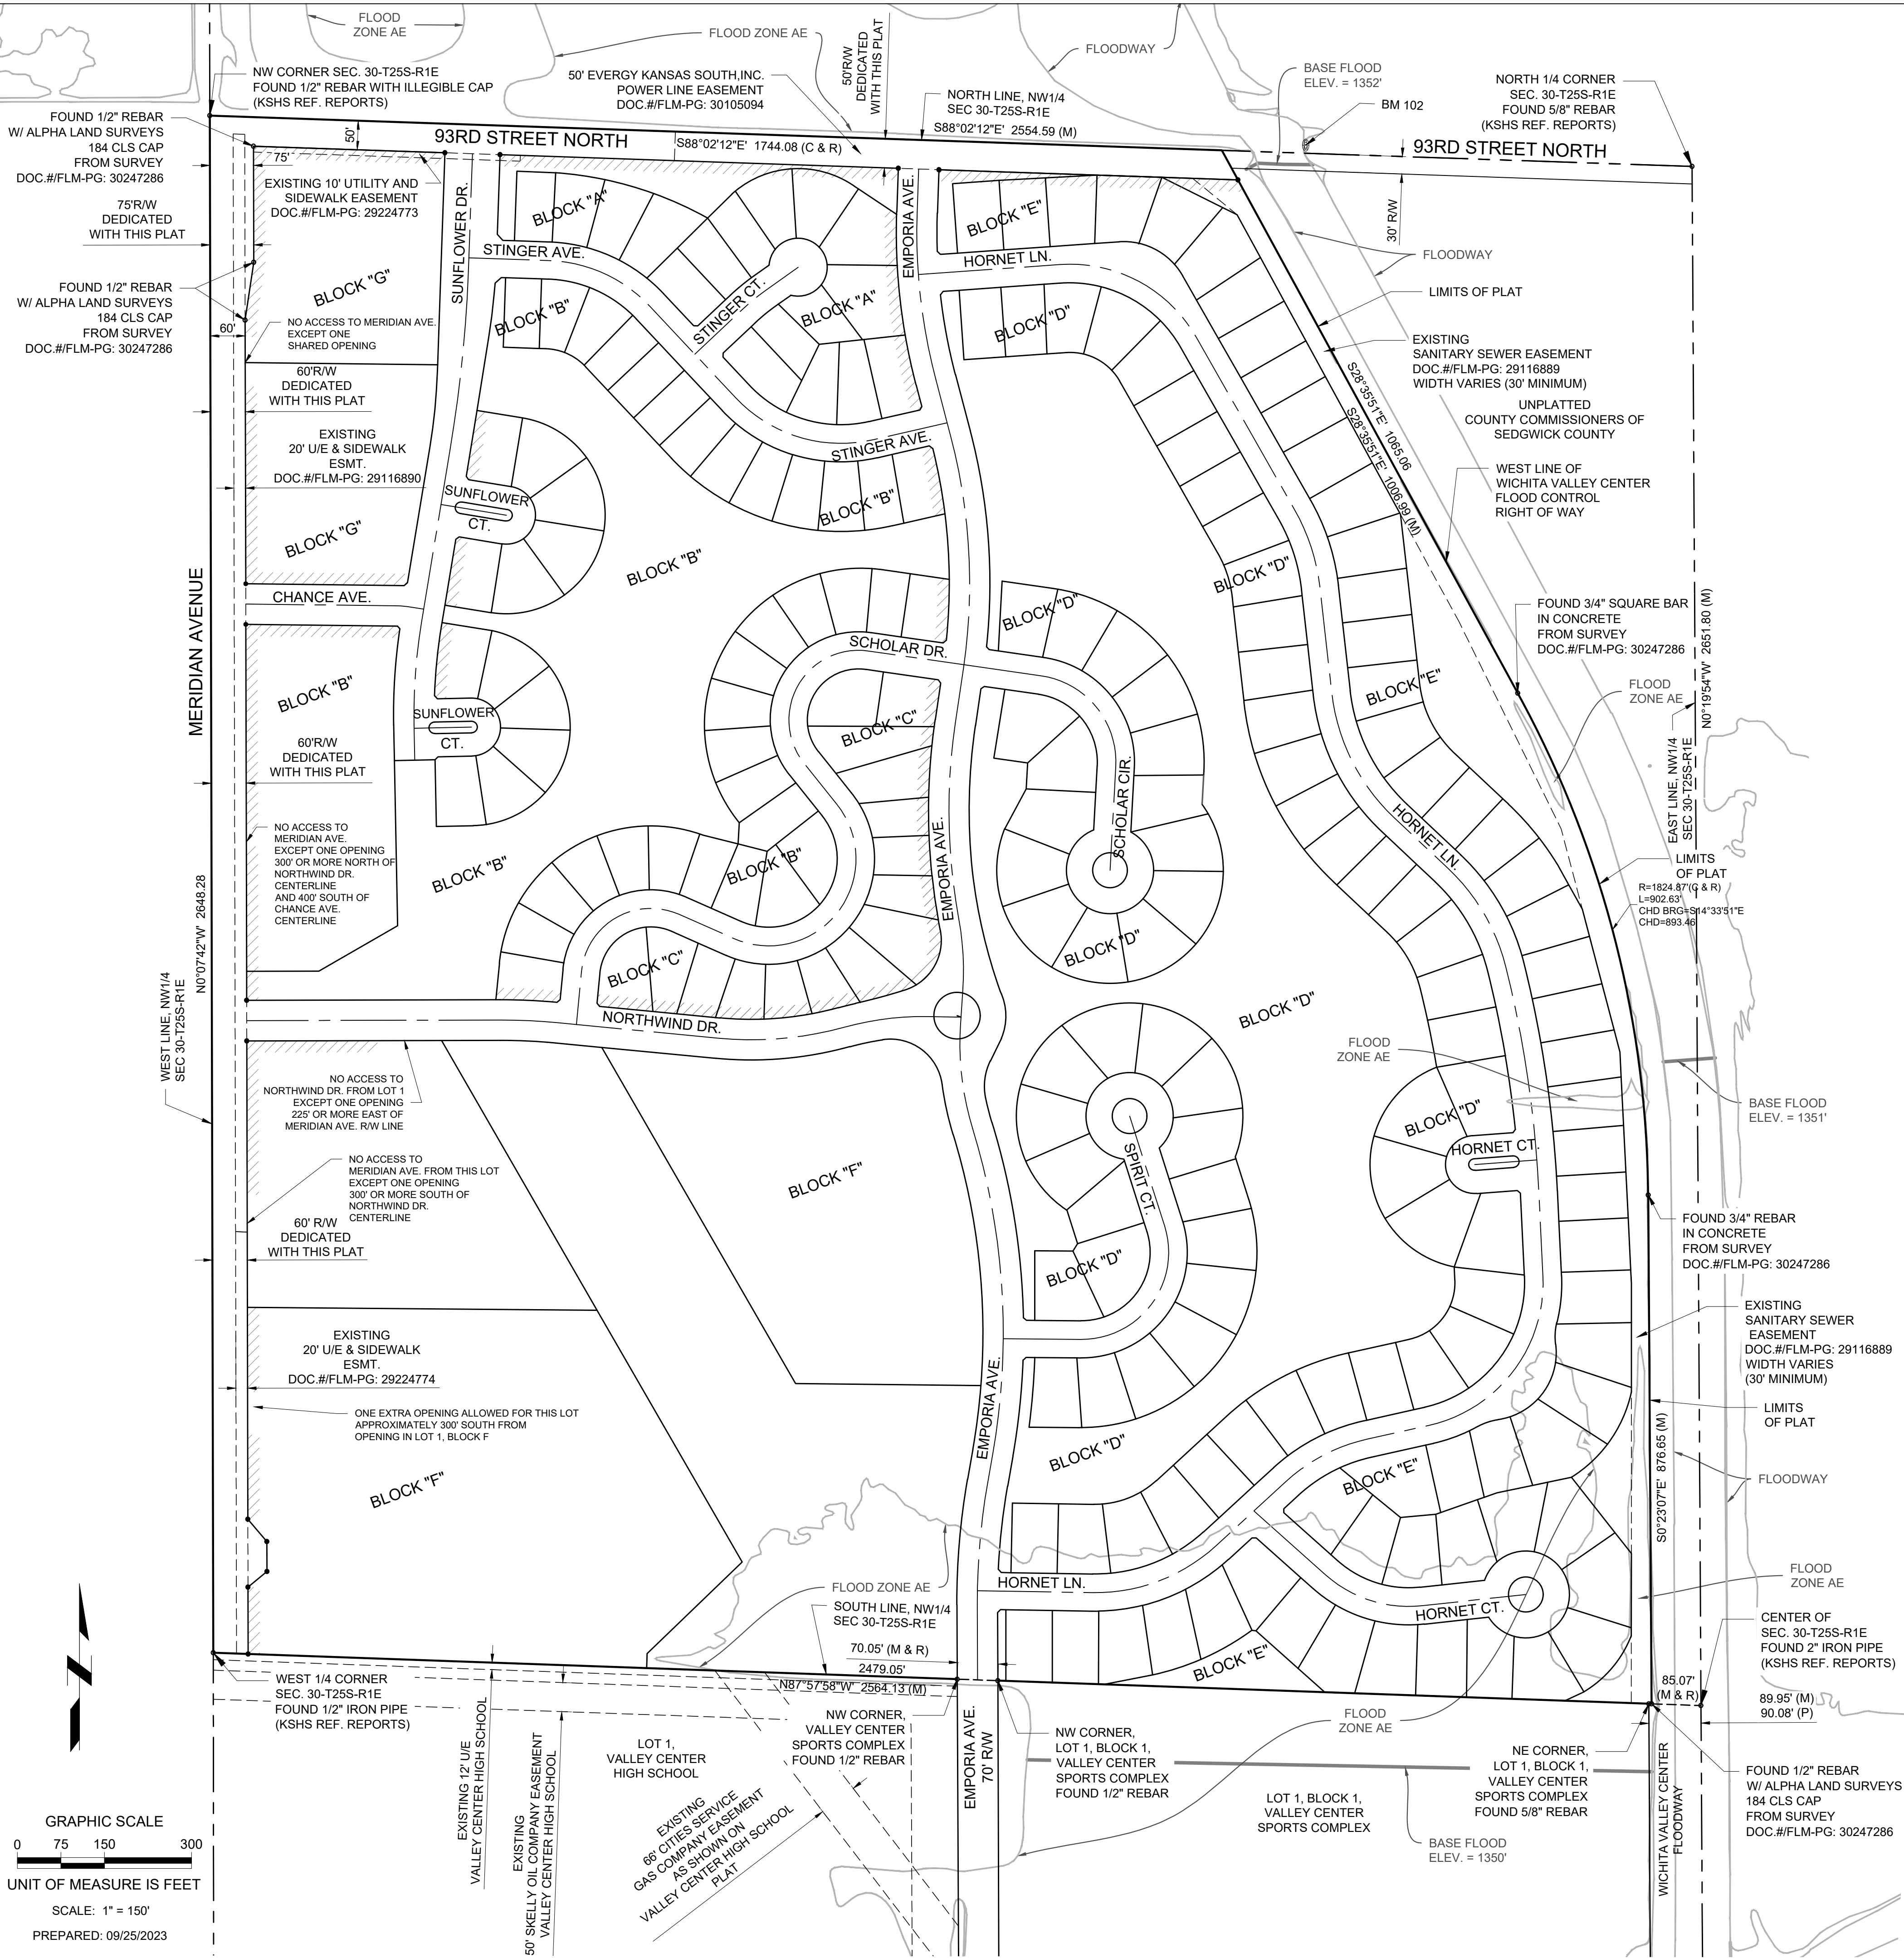 FLOOD
ZONE AE
FLOOD ZONE AE
50'R/W
DEDICATED
WITH THIS PLAT
FLOODWAY
BASE FLOOD
ELEV. = 1352'
NORTH 1/4 CORNER
SEC. 30-T25S-R1E
FOUND 5/8" REBAR
(KSHS REF. REPORTS)
BM 102
NW CORNER SEC. 30-T25S-R1E
FOUND 1/2" REBAR WITH ILLEGIBLE CAP
(KSHS REF. REPORTS)
50' EVERGY KANSAS SOUTH,INC.
POWER LINE EASEMENT
DOC.#/FLM-PG: 30105094
NORTH LINE, NW1/4
SEC 30-T25S-R1E
S88°02'12"E' 2554.59 (M)
FOUND 1/2" REBAR
W/ ALPHA LAND SURVEYS
184 CLS CAP
FROM SURVEY
DOC.#/FLM-PG: 30247286
50'
93RD STREET NORTH
S88°02'12"E' 1744.08 (C & R)
93RD STREET NORTH
75'
EXISTING 10' UTILITY AND
SIDEWALK EASEMENT
DOC.#/FLM-PG: 29224773
75'R/W
DEDICATED
WITH THIS PLAT
30' R/W
SUNFLOWER DR.
BLOCK "A"
EMPORIA AVE.
BLOCK "E"
STINGER AVE.
HORNET LN.
FLOODWAY
FOUND 1/2" REBAR
W/ ALPHA LAND SURVEYS
184 CLS CAP
FROM SURVEY
DOC.#/FLM-PG: 30247286
60'
BLOCK "G"
BLOCK "B"
STINGER CT.
BLOCK "A"
BLOCK "D"
LIMITS OF PLAT
NO ACCESS TO MERIDIAN AVE.
EXCEPT ONE
SHARED OPENING
EXISTING
SANITARY SEWER EASEMENT
DOC.#/FLM-PG: 29116889
WIDTH VARIES (30' MINIMUM)
60'R/W
DEDICATED
WITH THIS PLAT
S28°35'51"E' 1065.06
S28°35'51"E' 1006.99 (M)
UNPLATTED
COUNTY COMMISSIONERS OF
SEDGWICK COUNTY
EXISTING
20' U/E & SIDEWALK
ESMT.
DOC.#/FLM-PG: 29116890
STINGER AVE.
WEST LINE OF
WICHITA VALLEY CENTER
FLOOD CONTROL
RIGHT OF WAY
SUNFLOWER
CT.
BLOCK "B"
BLOCK "G"
BLOCK "B"
BLOCK "D"
MERIDIAN AVENUE
CHANCE AVE.
BLOCK "D"
FOUND 3/4" SQUARE BAR
IN CONCRETE
FROM SURVEY
DOC.#/FLM-PG: 30247286
N0°19'54"W' 2651.80 (M)
SCHOLAR DR.
BLOCK "B"
SUNFLOWER
CT.
BLOCK "C"
BLOCK "E"
FLOOD
ZONE AE
60'R/W
DEDICATED
WITH THIS PLAT
EAST LINE, NW1/4
SEC 30-T25S-R1E
SCHOLAR CIR.
HORNET LN.
NO ACCESS TO
MERIDIAN AVE.
EXCEPT ONE OPENING
300' OR MORE NORTH OF
NORTHWIND DR.
CENTERLINE
AND 400' SOUTH OF
CHANCE AVE.
CENTERLINE
BLOCK "B"
BLOCK "B"
EMPORIA AVE.
LIMITS
OF PLAT
R=1824.87'(C & R)
L=902.63'
CHD BRG=S14°33'51"E
CHD=893.46'
N0°07'42"W' 2648.28
BLOCK "C"
BLOCK "D"
WEST LINE, NW1/4
SEC 30-T25S-R1E
NORTHWIND DR.
BLOCK "D"
FLOOD
ZONE AE
NO ACCESS TO
NORTHWIND DR. FROM LOT 1
EXCEPT ONE OPENING
225' OR MORE EAST OF
MERIDIAN AVE. R/W LINE
BLOCK "D"
BASE FLOOD
ELEV. = 1351'
HORNET CT.
NO ACCESS TO
MERIDIAN AVE. FROM THIS LOT
EXCEPT ONE OPENING
300' OR MORE SOUTH OF
NORTHWIND DR.
CENTERLINE
BLOCK "F"
SPIRIT CT.
60' R/W
DEDICATED
WITH THIS PLAT
FOUND 3/4" REBAR
IN CONCRETE
FROM SURVEY
DOC.#/FLM-PG: 30247286
BLOCK "D"
EXISTING
20' U/E & SIDEWALK
ESMT.
DOC.#/FLM-PG: 29224774
EXISTING
SANITARY SEWER
EASEMENT
DOC.#/FLM-PG: 29116889
WIDTH VARIES
(30' MINIMUM)
ONE EXTRA OPENING ALLOWED FOR THIS LOT
APPROXIMATELY 300' SOUTH FROM
OPENING IN LOT 1, BLOCK F
EMPORIA AVE.
LIMITS
OF PLAT
BLOCK "D"
BLOCK "F"
BLOCK "E"
S0°23'07"E' 876.65 (M)
FLOODWAY
FLOOD ZONE AE
HORNET LN.
FLOOD
ZONE AE
SOUTH LINE, NW1/4
SEC 30-T25S-R1E
HORNET CT.
CENTER OF
SEC. 30-T25S-R1E
FOUND 2" IRON PIPE
(KSHS REF. REPORTS)
70.05' (M & R)
2479.05'
BLOCK "E"
N87°57'58"W' 2564.13 (M)
85.07'
(M & R)
89.95' (M)
90.08' (P)
WEST 1/4 CORNER
SEC. 30-T25S-R1E
FOUND 1/2" IRON PIPE
(KSHS REF. REPORTS)
EXISTING 12' U/E
VALLEY CENTER HIGH SCHOOL
EXISTING
50' SKELLY OIL COMPANY EASEMENT
VALLEY CENTER HIGH SCHOOL
LOT 1,
VALLEY CENTER
HIGH SCHOOL
NW CORNER,
VALLEY CENTER
SPORTS COMPLEX
FOUND 1/2" REBAR
EMPORIA AVE.
70' R/W
NW CORNER,
LOT 1, BLOCK 1,
VALLEY CENTER
SPORTS COMPLEX
FOUND 1/2" REBAR
FLOOD
ZONE AE
NE CORNER,
LOT 1, BLOCK 1,
VALLEY CENTER
SPORTS COMPLEX
FOUND 5/8" REBAR
WICHITA VALLEY CENTER
FLOODWAY
FOUND 1/2" REBAR
W/ ALPHA LAND SURVEYS
184 CLS CAP
FROM SURVEY
DOC.#/FLM-PG: 30247286
EXISTING
66' CITIES SERVICE
GAS COMPANY EASEMENT
AS SHOWN ON
VALLEY CENTER HIGH SCHOOL
PLAT
LOT 1, BLOCK 1,
VALLEY CENTER
SPORTS COMPLEX
BASE FLOOD
ELEV. = 1350'
GRAPHIC SCALE
0 75 150 300
UNIT OF MEASURE IS FEET
SCALE: 1" = 150'
PREPARED: 09/25/2023